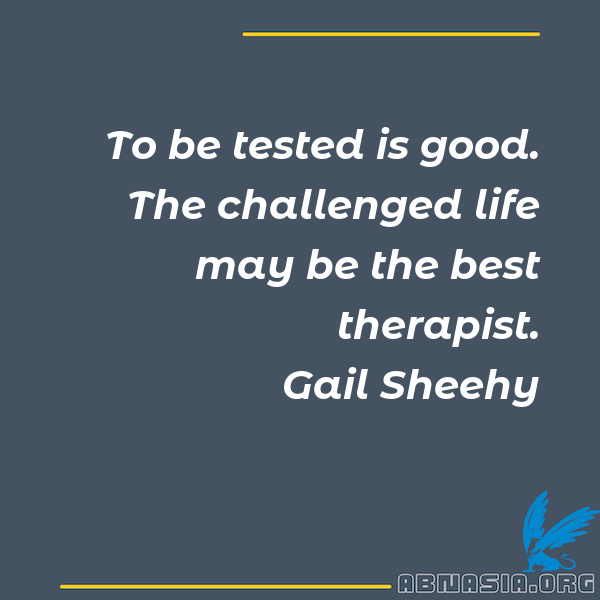 To be tested is good.
The challenged life
may be the best
therapist.
Gail Sheehy
ABNASIA.ORG